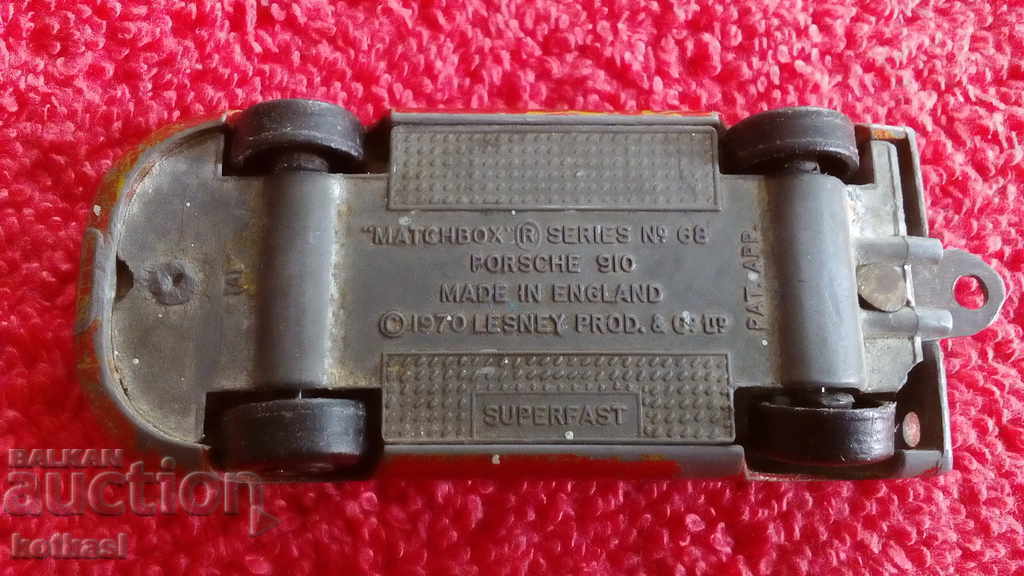 "MATCHBOX" ® SERIES Nº 68
PORSCHE 910
MADE IN ENGLAND
© 1970 LESNEY PROD. & Cº LTD
PAT. APP.
SUPERFAST
BALKAN
auction
kotkasl